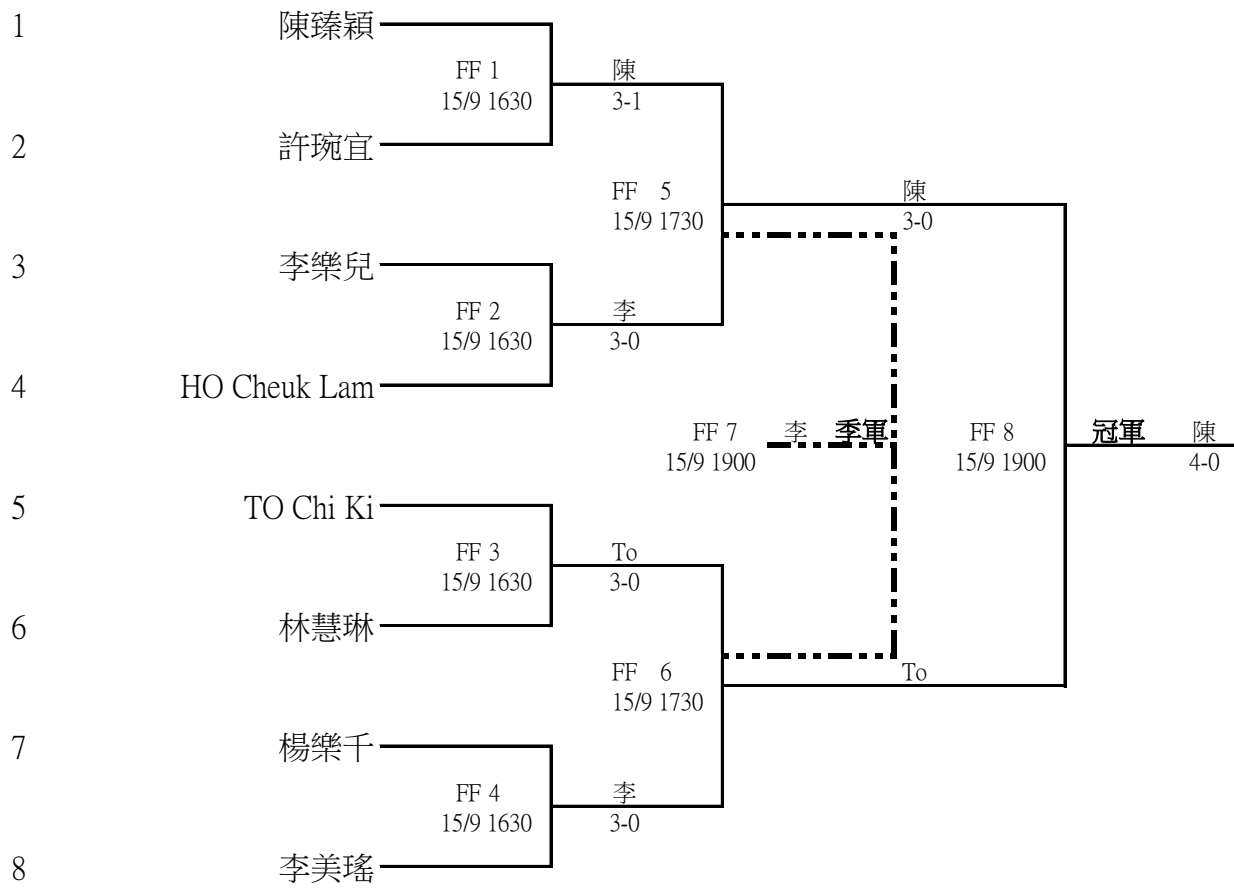 1 陳臻穎
FF 1 陳
15/9 1630 3-1
2 許琬宜
FF 5 陳
15/9 1730 3-0
3 李樂兒
FF 2 李
15/9 1630 3-0
4 HO Cheuk Lam
FF 7 李 季軍 FF 8 冠軍 陳
15/9 1900 15/9 1900 4-0
5 TO Chi Ki
FF 3 To
15/9 1630 3-0
6 林慧琳
FF 6 To
15/9 1730
7 楊樂千
FF 4 李
15/9 1630 3-0
8 李美瑤